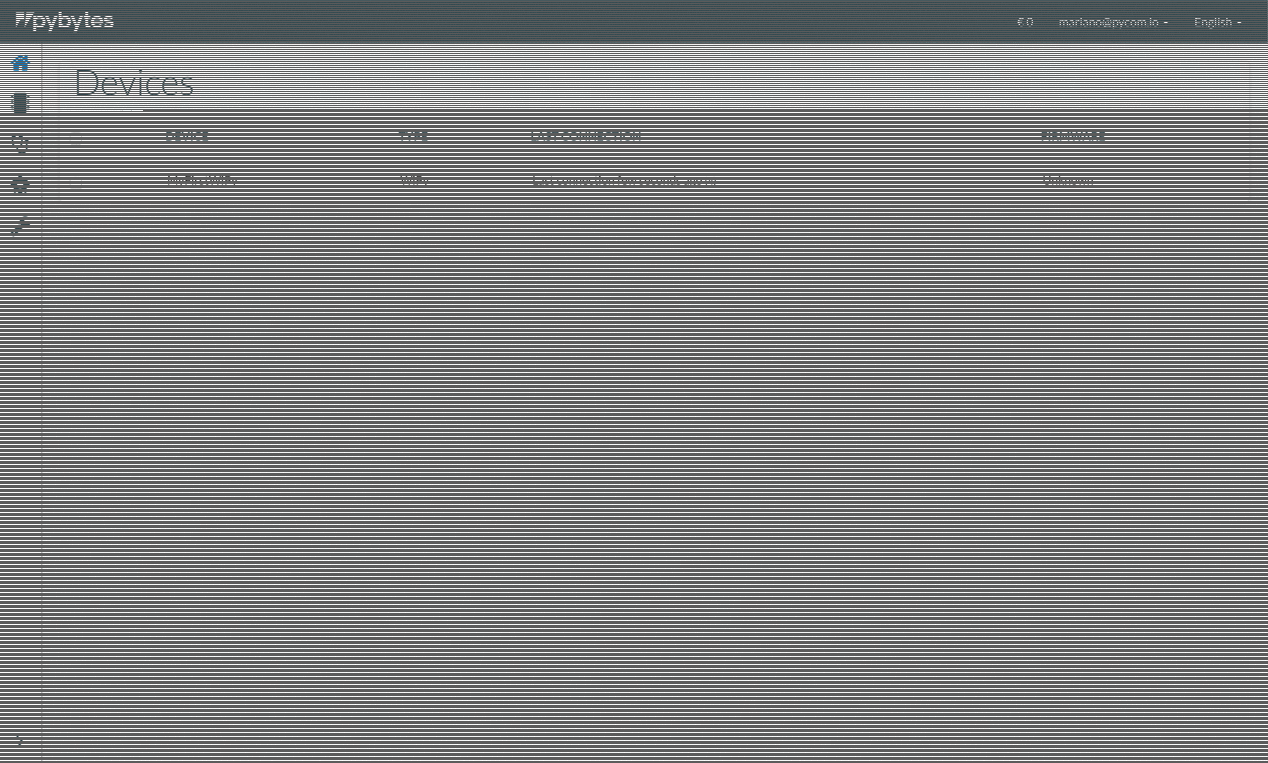 pybytes
€ 0 mariano@pycom.io English
Devices
DEVICE TYPE LAST CONNECTION FIRMWARE
MyFirstWiPy WiPy Last connection few seconds ago Unknown